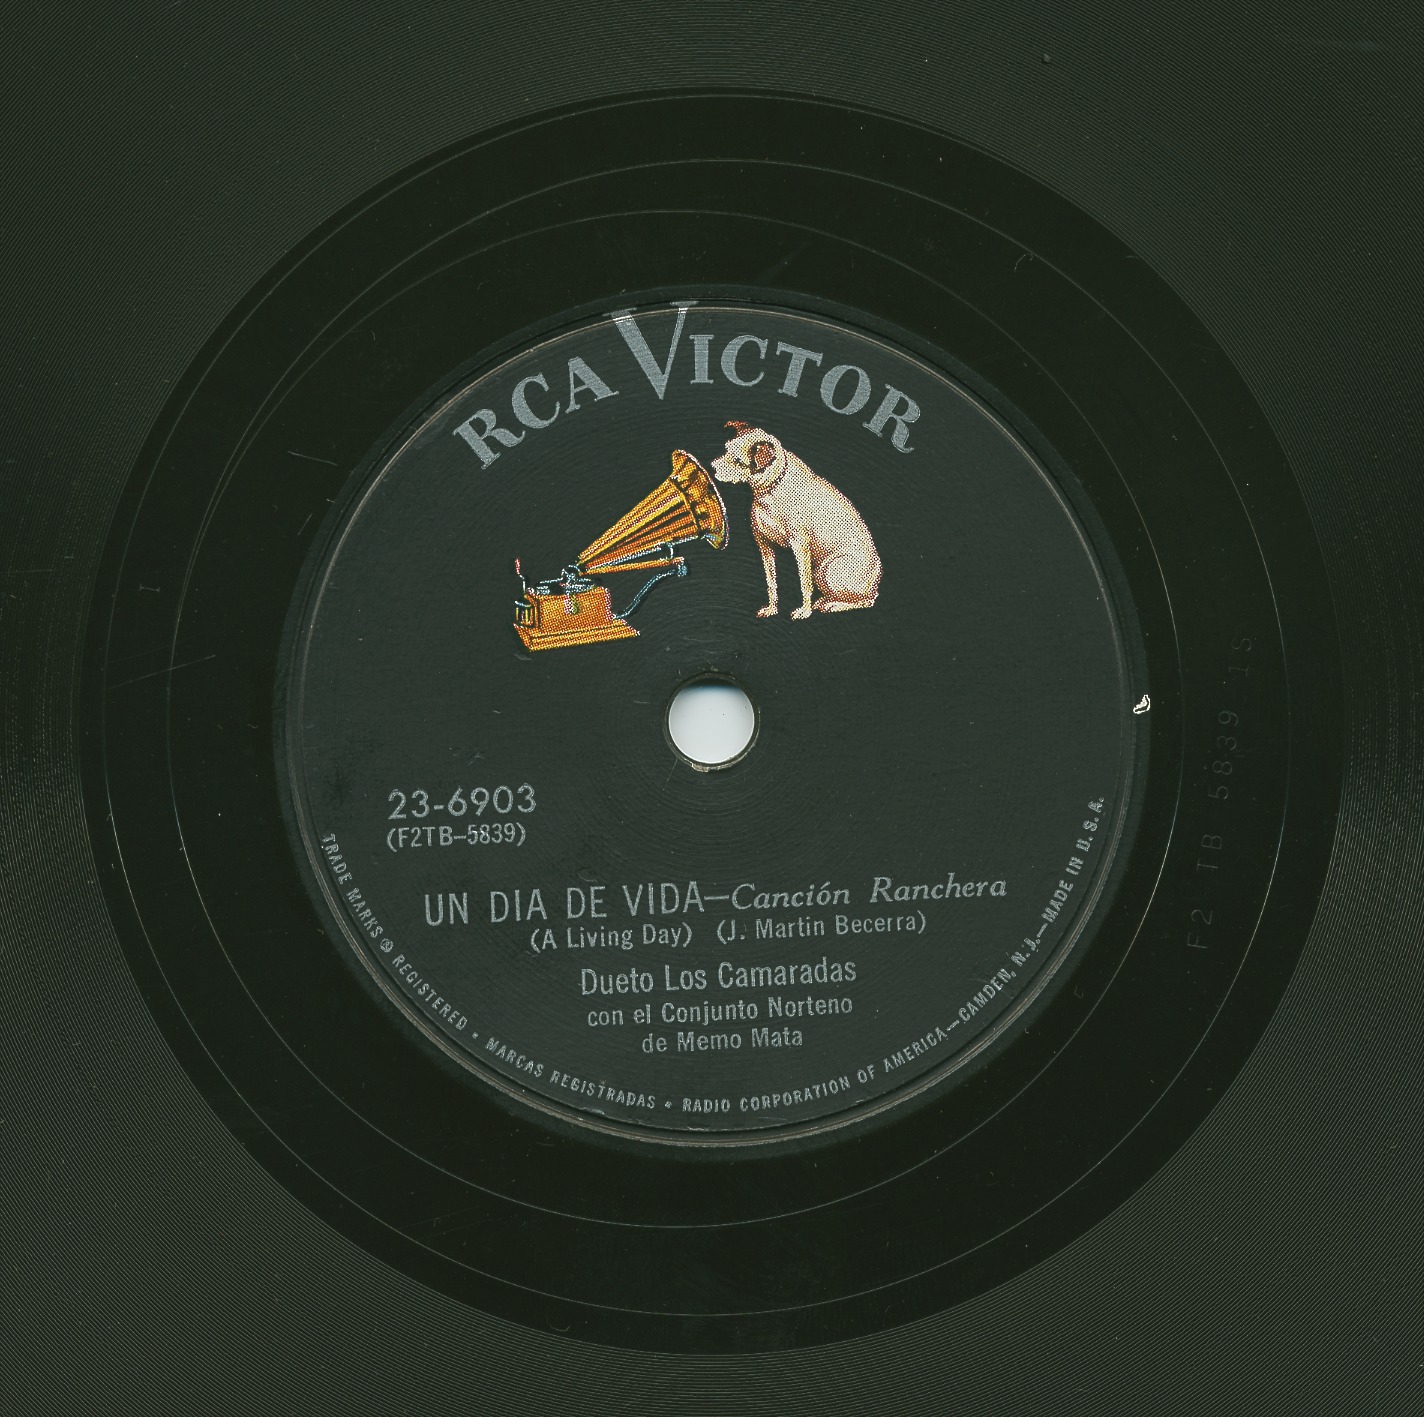 RCA VICTOR
23-6903
(F2TB-5839)
UN DIA DE VIDA—Canción Ranchera
(A Living Day) (J. Martin Becerra)
Dueto Los Camaradas
con el Conjunto Norteno
de Memo Mata
TRADE MARKS ® REGISTERED • MARCAS REGISTRADAS • RADIO CORPORATION OF AMERICA—CAMDEN, N.J.—MADE IN U.S.A.
F2 TB 5839 1S
I